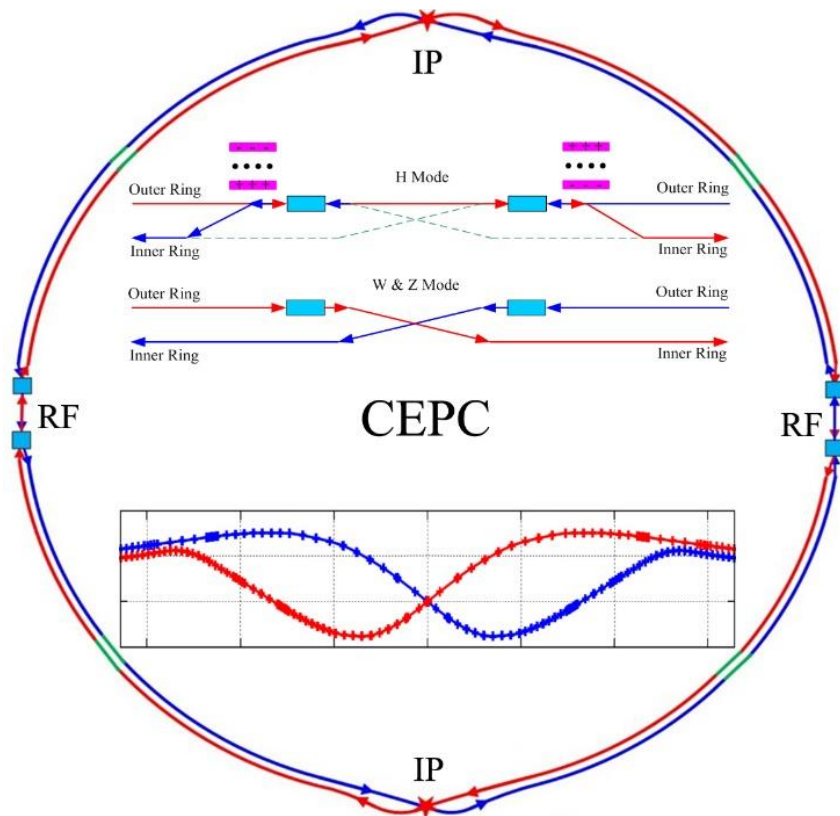 IP
- - -
+ + +
H Mode
+ + +
- - -
Outer Ring
Outer Ring
Inner Ring
Inner Ring
W & Z Mode
Outer Ring
Outer Ring
Inner Ring
Inner Ring
RF
CEPC
RF
IP